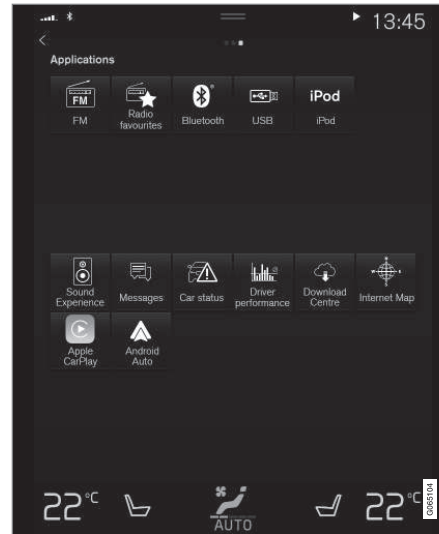 13:45
Applications
FM
FM
Radio
favourites
Bluetooth
USB
iPod
iPod
Sound
Experience
Messages
Car status
Driver
performance
Download
Centre
Internet Map
Apple
CarPlay
Android
Auto
22°C
AUTO
22°C
G065104